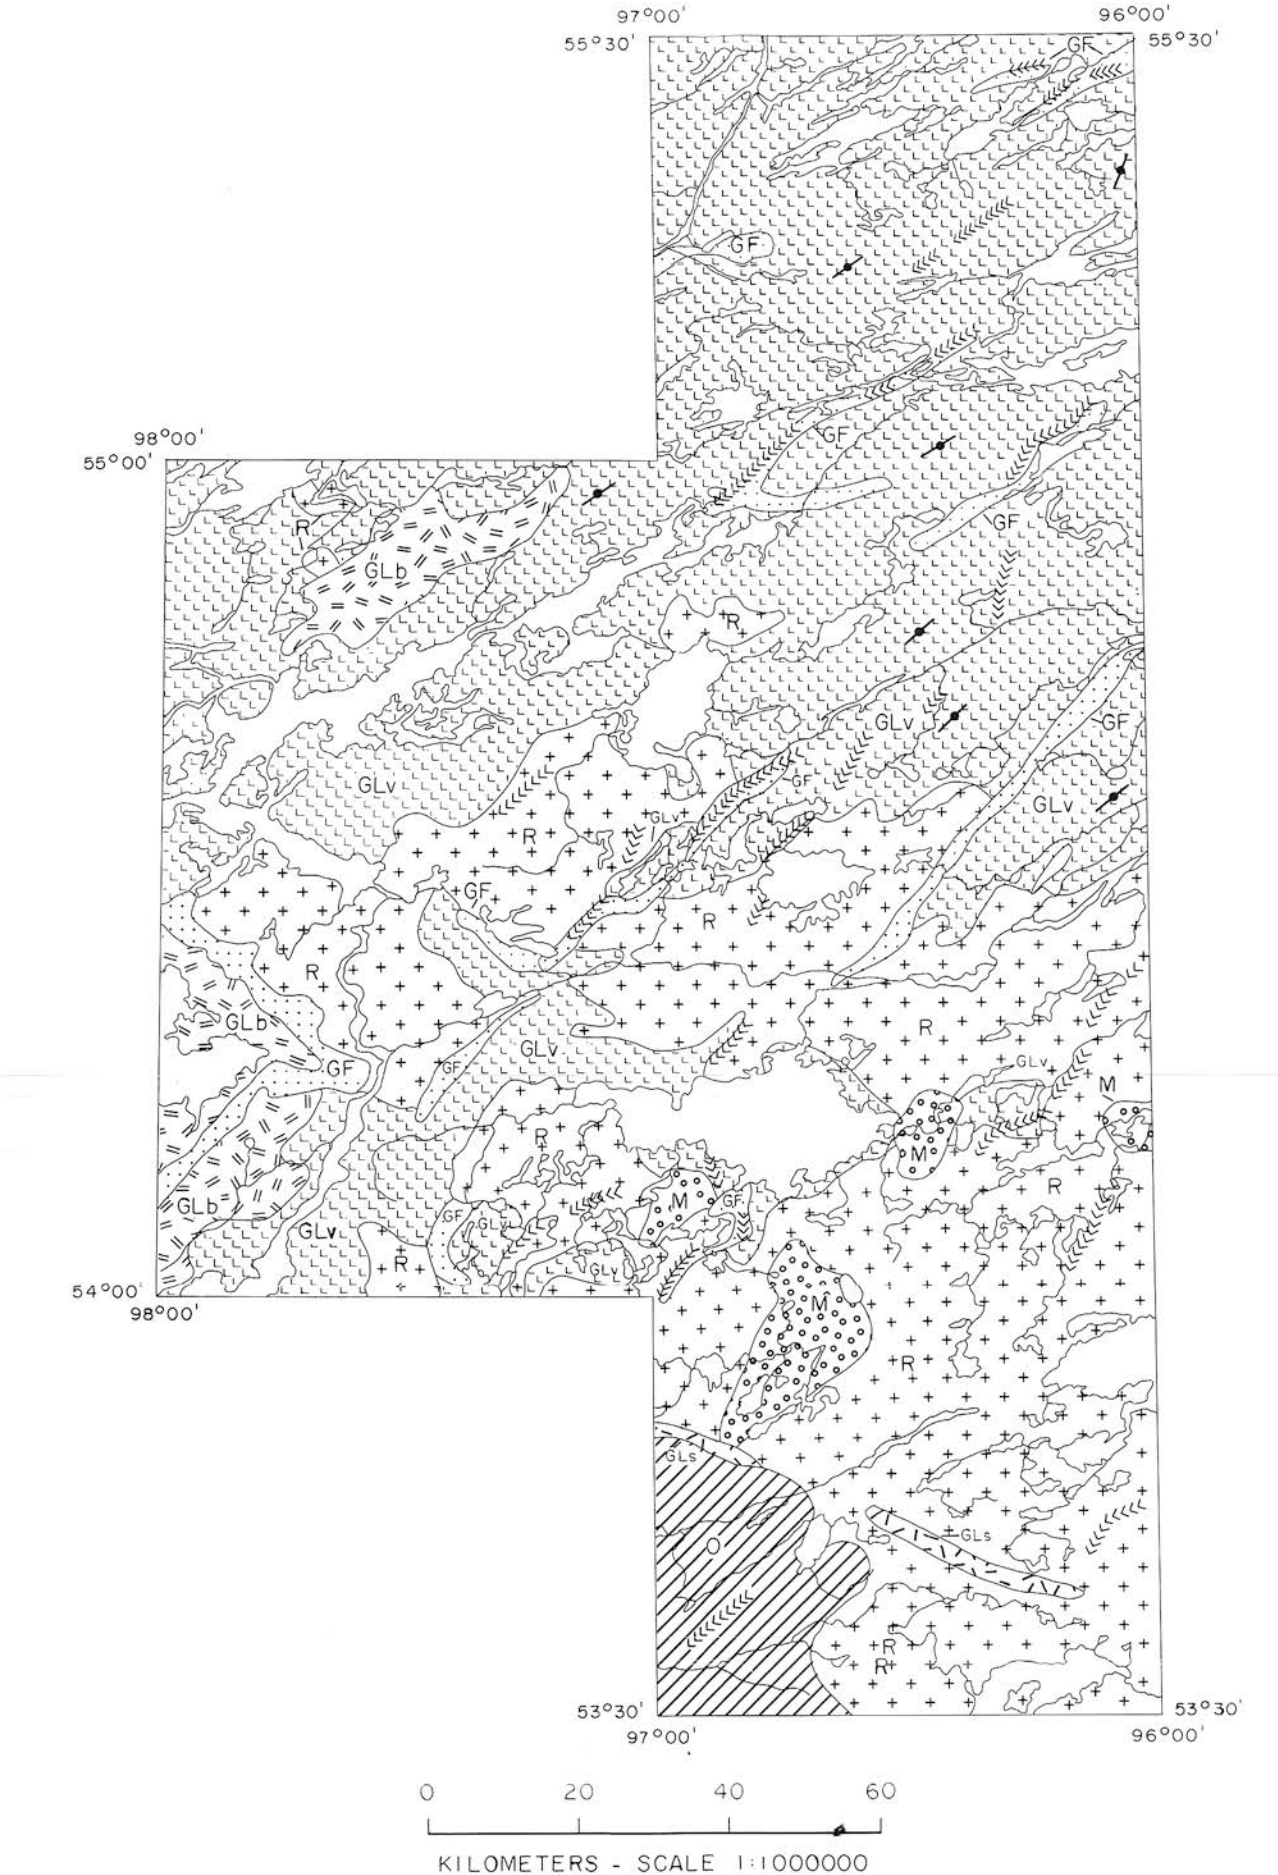 97°00'
96°00'
55°30'
55°30'
GF
GF
98°00'
55°00'
GF
R
GF
GLb
R
GLv
GF
GLv
GF
GLv
GLv
R
GF
R
R
GLb
R
GLv
GF
GF
GLv
M
R
M
R
GLb
M
GF
GF
GLv
GLv
R
GLv
54°00'
98°00'
M
R
GLs
GLs
O
R
R
53°30'
53°30'
97°00'
96°00'
0 20 40 60
KILOMETERS - SCALE 1:1000000